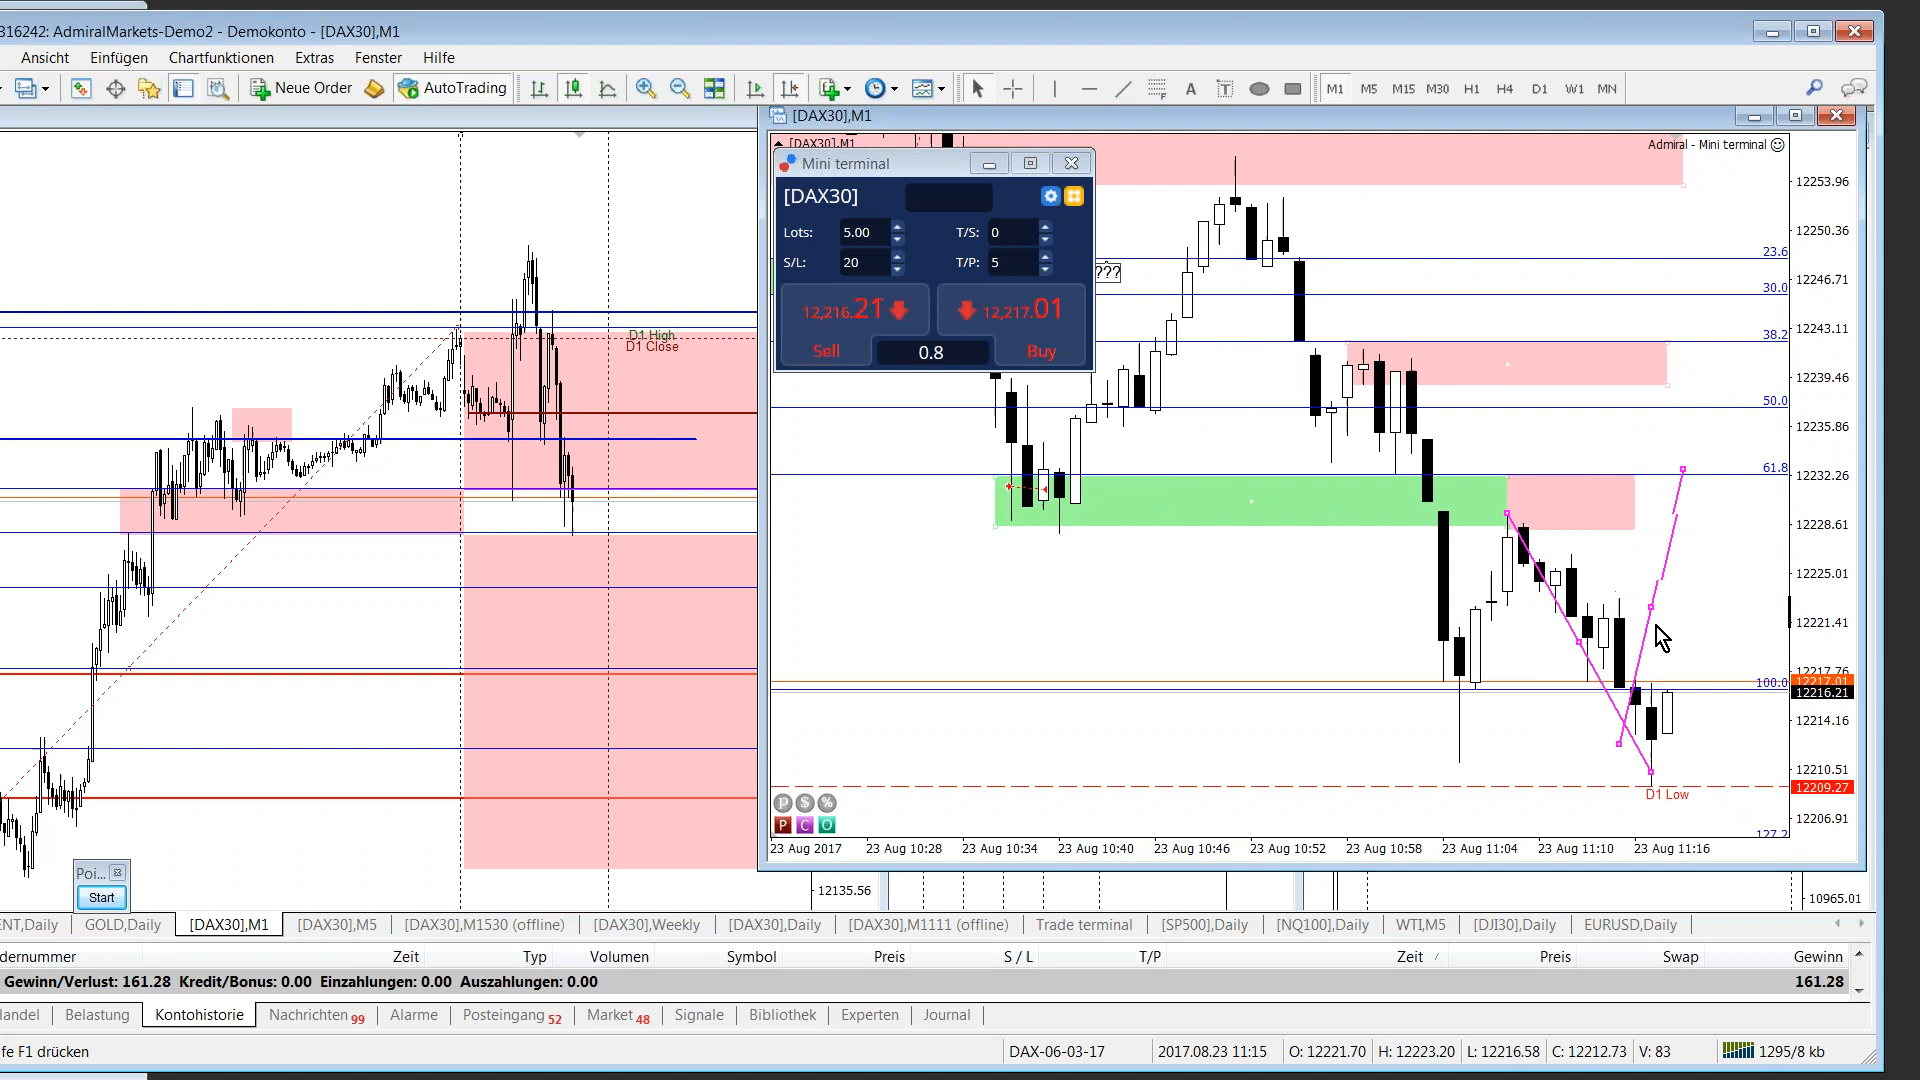 316242: AdmiralMarkets-Demo2 - Demokonto - [DAX30],M1
Ansicht Einfügen Chartfunktionen Extras Fenster Hilfe
Neue Order AutoTrading A T M1 M5 M15 M30 H1 H4 D1 W1 MN
[DAX30],M1
[DAX30],M1
Admiral - Mini terminal
Mini terminal
[DAX30]
Lots: 5.00 T/S: 0
S/L: 20 T/P: 5
12,216.21 12,217.01
Sell 0.8 Buy
???
D1 High
D1 Close
23.6
30.0
38.2
50.0
61.8
100.0
127.2
12253.96
12250.36
12246.71
12243.11
12239.46
12235.86
12232.26
12228.61
12225.01
12221.41
12217.76
12217.01
12216.21
12214.16
12210.51
12209.27
12206.91
D1 Low
P $ %
P C O
23 Aug 2017 23 Aug 10:28 23 Aug 10:34 23 Aug 10:40 23 Aug 10:46 23 Aug 10:52 23 Aug 10:58 23 Aug 11:04 23 Aug 11:10 23 Aug 11:16
Poi...
Start
12135.56
10965.01
ENT,Daily GOLD,Daily [DAX30],M1 [DAX30],M5 [DAX30],M1530 (offline) [DAX30],Weekly [DAX30],Daily [DAX30],M1111 (offline) Trade terminal [SP500],Daily [NQ100],Daily WTI,M5 [DJI30],Daily EURUSD,Daily
dernummer Zeit Typ Volumen Symbol Preis S / L T/P Zeit Preis Swap Gewinn
Gewinn/Verlust: 161.28 Kredit/Bonus: 0.00 Einzahlungen: 0.00 Auszahlungen: 0.00 161.28
Handel Belastung Kontohistorie Nachrichten 99 Alarme Posteingang 52 Market 48 Signale Bibliothek Experten Journal
fe F1 drücken DAX-06-03-17 2017.08.23 11:15 O: 12221.70 H: 12223.20 L: 12216.58 C: 12212.73 V: 83 1295/8 kb